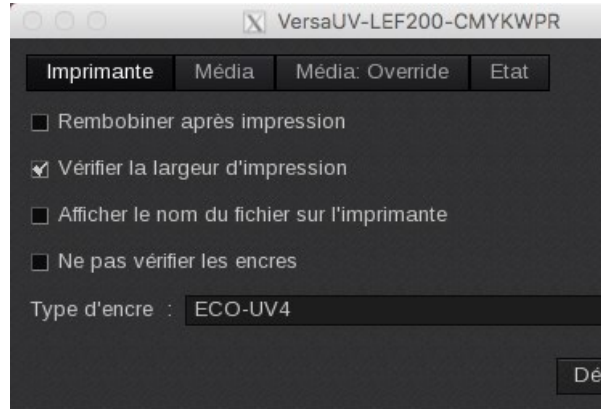 VersaUV-LEF200-CMYKWPR
Imprimante Média Média: Override Etat
Rembobiner après impression
Vérifier la largeur d'impression
Afficher le nom du fichier sur l'imprimante
Ne pas vérifier les encres
Type d'encre : ECO-UV4
Dé